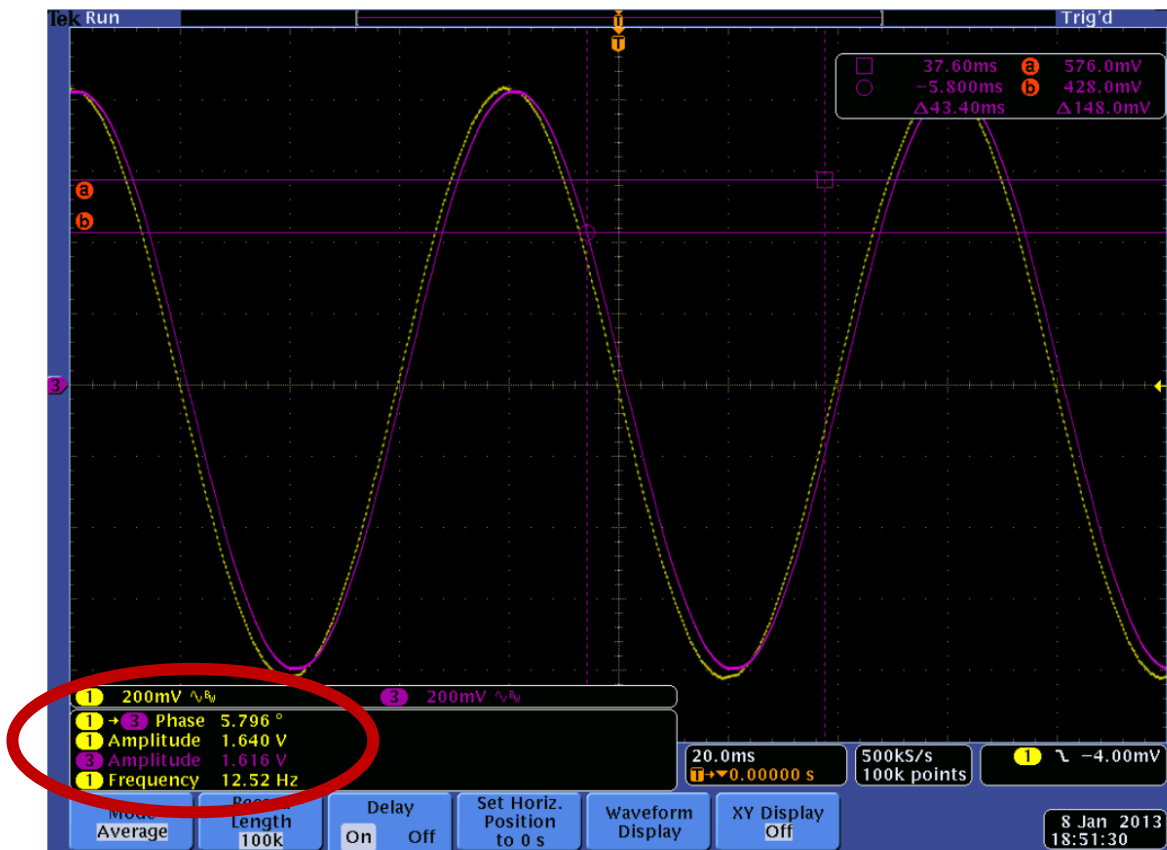 Tek Run Trig'd
T
T
37.60ms a 576.0mV
−5.800ms b 428.0mV
Δ43.40ms Δ148.0mV
a
b
3
1 200mV ∿BW 3 200mV ∿BW
1 →3 Phase 5.796 °
1 Amplitude 1.640 V
3 Amplitude 1.616 V
1 Frequency 12.52 Hz
20.0ms
T→▼0.00000 s
500kS/s
100k points
1 −4.00mV
Mode
Average
Record
Length
100k
Delay
On Off
Set Horiz.
Position
to 0 s
Waveform
Display
XY Display
Off
8 Jan 2013
18:51:30